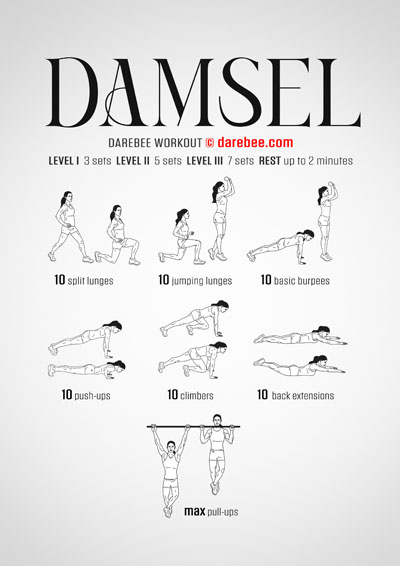 DAMSEL
DAREBEE WORKOUT © darebee.com
LEVEL I 3 sets LEVEL II 5 sets LEVEL III 7 sets REST up to 2 minutes
10 split lunges
10 jumping lunges
10 basic burpees
10 push-ups
10 climbers
10 back extensions
max pull-ups